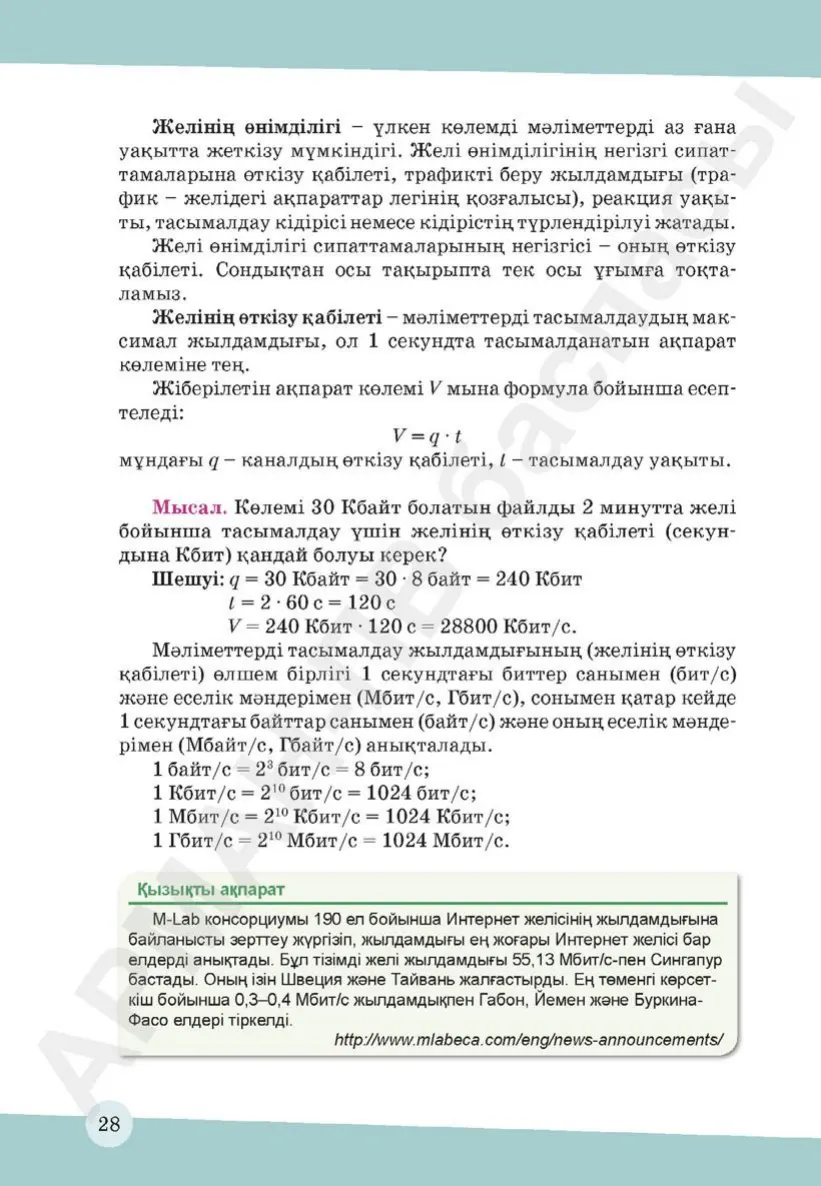 Желінің өнімділігі – үлкен көлемді мәліметтерді аз ғана
уақытта жеткізу мүмкіндігі. Желі өнімділігінің негізгі сипат-
тамаларына өткізу қабілеті, трафикті беру жылдамдығы (тра-
фик – желідегі ақпараттар легінің қозғалысы), реакция уақы-
ты, тасымалдау кідірісі немесе кідірістің түрлендірілуі жатады.
Желі өнімділігі сипаттамаларының негізгісі – оның өткізу
қабілеті. Сондықтан осы тақырыпта тек осы ұғымға тоқта-
ламыз.
Желінің өткізу қабілеті – мәліметтерді тасымалдаудың мак-
симал жылдамдығы, ол 1 секундта тасымалданатын ақпарат
көлеміне тең.
Жіберілетін ақпарат көлемі V мына формула бойынша есеп-
теледі:
V = q · t
мұндағы q – каналдың өткізу қабілеті, t – тасымалдау уақыты.
Мысал. Көлемі 30 Кбайт болатын файлды 2 минутта желі
бойынша тасымалдау үшін желінің өткізу қабілеті (секун-
дына Кбит) қандай болуы керек?
Шешуі: q = 30 Кбайт = 30 · 8 байт = 240 Кбит
t = 2 · 60 с = 120 с
V = 240 Кбит · 120 с = 28800 Кбит/с.
Мәліметтерді тасымалдау жылдамдығының (желінің өткізу
қабілеті) өлшем бірлігі 1 секундтағы биттер санымен (бит/с)
және еселік мәндерімен (Мбит/с, Гбит/с), сонымен қатар кейде
1 секундтағы байттар санымен (байт/с) және оның еселік мәнде-
рімен (Мбайт/с, Гбайт/с) анықталады.
1 байт/с = 2³ бит/с = 8 бит/с;
1 Кбит/с = 2¹⁰ бит/с = 1024 бит/с;
1 Мбит/с = 2¹⁰ Кбит/с = 1024 Кбит/с;
1 Гбит/с = 2¹⁰ Мбит/с = 1024 Мбит/с.
Қызықты ақпарат
M-Lab консорциумы 190 ел бойынша Интернет желісінің жылдамдығына
байланысты зерттеу жүргізіп, жылдамдығы ең жоғары Интернет желісі бар
елдерді анықтады. Бұл тізімді желі жылдамдығы 55,13 Мбит/с-пен Сингапур
бастады. Оның ізін Швеция және Тайвань жалғастырды. Ең төменгі көрсет-
кіш бойынша 0,3–0,4 Мбит/с жылдамдықпен Габон, Йемен және Буркина-
Фасо елдері тіркелді.
http://www.mlabeca.com/eng/news-announcements/
28
АРМАН-ПВ баспасы